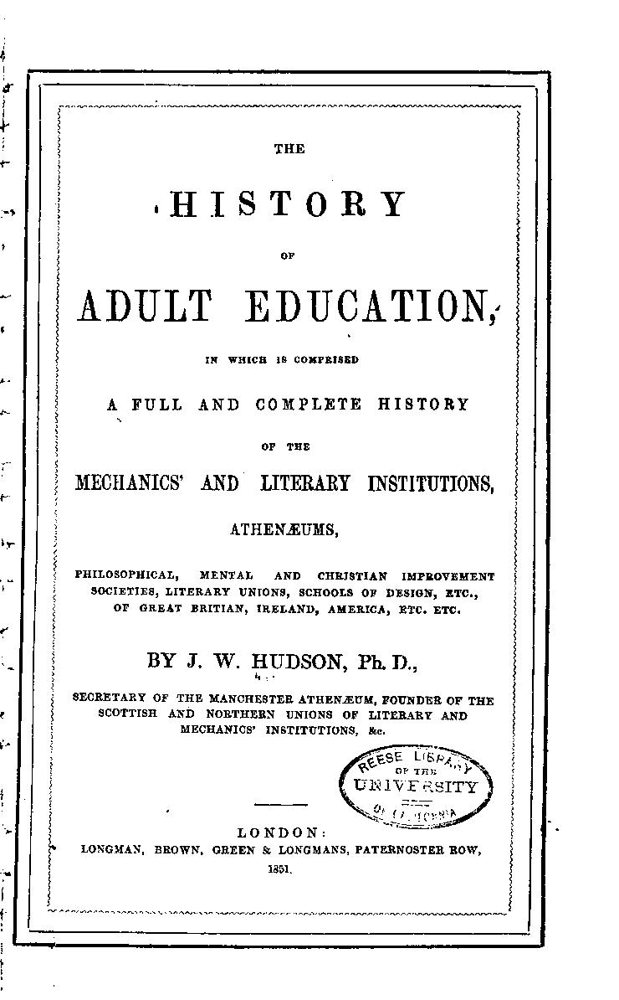 THE
HISTORY
OF
ADULT EDUCATION,
IN WHICH IS COMPRISED
A FULL AND COMPLETE HISTORY
OF THE
MECHANICS' AND LITERARY INSTITUTIONS,
ATHENÆUMS,
PHILOSOPHICAL, MENTAL AND CHRISTIAN IMPROVEMENT
SOCIETIES, LITERARY UNIONS, SCHOOLS OF DESIGN, ETC.,
OF GREAT BRITIAN, IRELAND, AMERICA, ETC. ETC.
BY J. W. HUDSON, Ph. D.,
SECRETARY OF THE MANCHESTER ATHENÆUM, FOUNDER OF THE
SCOTTISH AND NORTHERN UNIONS OF LITERARY AND
MECHANICS' INSTITUTIONS, &c.
REESE LIBRARY
OF THE
UNIVERSITY
OF CALIFORNIA
LONDON:
LONGMAN, BROWN, GREEN & LONGMANS, PATERNOSTER ROW,
1851.